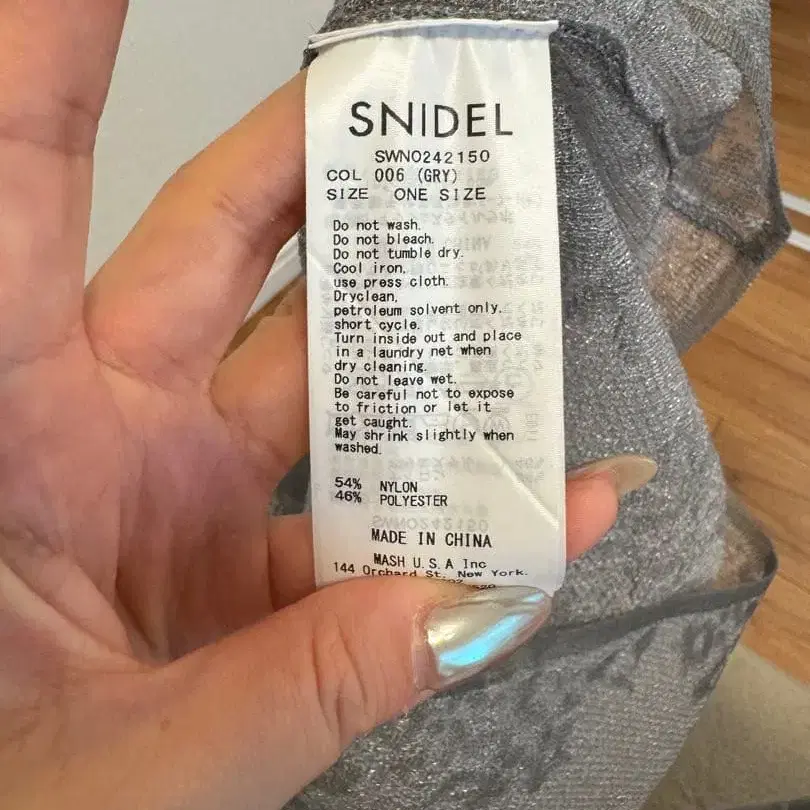 SNIDEL
SWNO242150
COL 006 (GRY)
SIZE ONE SIZE
Do not wash.
Do not bleach.
Do not tumble dry.
Cool iron,
use press cloth.
Dryclean,
petroleum solvent only,
short cycle.
Turn inside out and place
in a laundry net when
dry cleaning.
Do not leave wet.
Be careful not to expose
to friction or let it
get caught.
May shrink slightly when
washed.
54% NYLON
46% POLYESTER
MADE IN CHINA
MASH U.S.A Inc
144 Orchard St, New York.